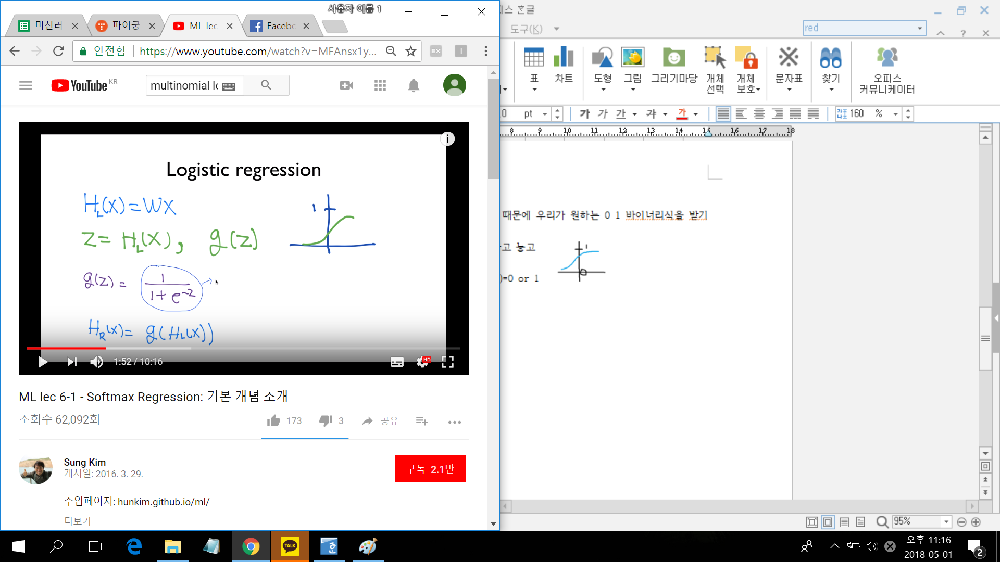 사용자 이름 1
머신러
파이쿵
ML lec
Facebo
안전함
https://www.youtube.com/watch?v=MFAnsx1y...
EX
YouTube KR
multinomial lo
Logistic regression
H_L(X)=WX
1
Z = H_L(X), g(z)
g(z) = 1 / (1 + e^-2)
H_R(X) = g(H_L(X))
1:52 / 10:16
HD
ML lec 6-1 - Softmax Regression: 기본 개념 소개
조회수 62,092회
173
3
공유
Sung Kim
게시일: 2016. 3. 29.
구독 2.1만
수업페이지: hunkim.github.io/ml/
더보기
피스 한글
도구(K)
red
표
차트
도형
그림
그리기마당
개체 선택
개체 보호
문자표
찾기
오피스 커뮤니케이터
0 pt
가 가 가 가 가
160 %
8 9 10 11 12 13 14 15 16 17 18
때문에 우리가 원하는 0 1 바이너리식을 받기
고 놓고
1
0
)=0 or 1
95%
TALK
한
오후 11:16
2018-05-01
2